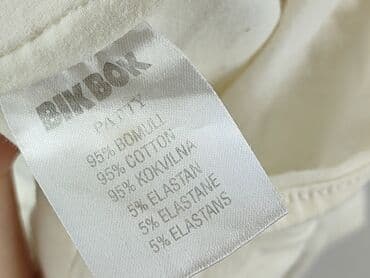 BIK BOK
PATTY
95% BOMULL
95% COTTON
95% KOKVILNA
5% ELASTAN
5% ELASTANE
5% ELASTANS